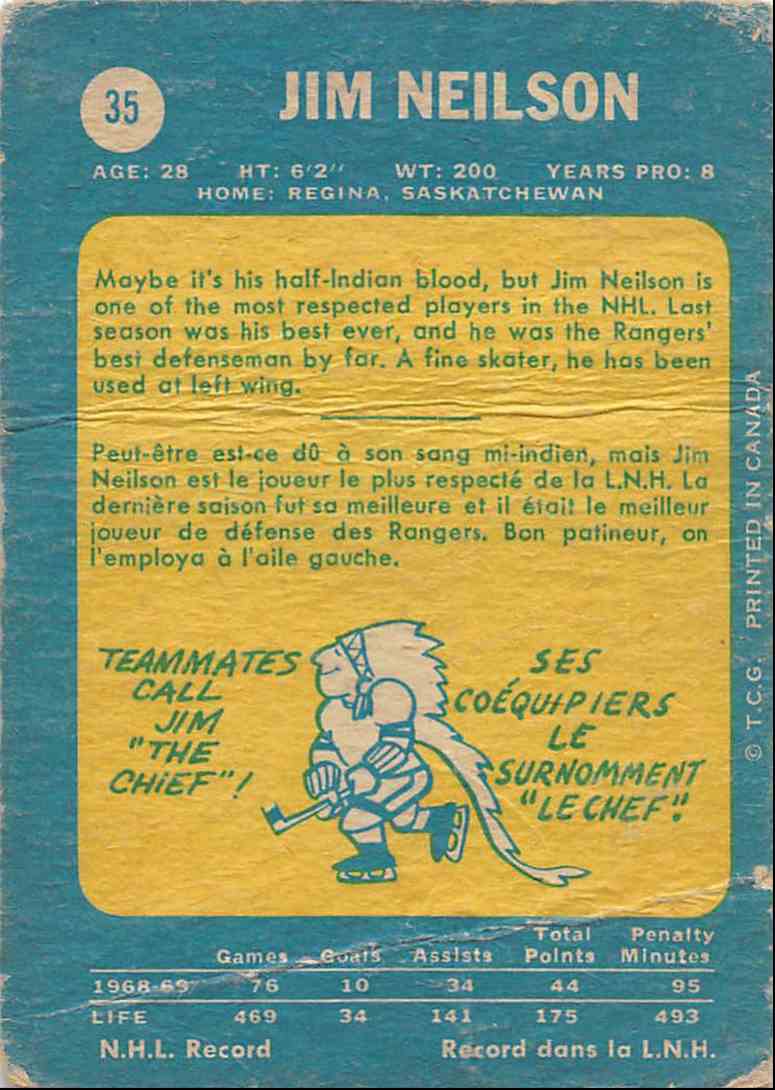 35
JIM NEILSON
AGE: 28 HT: 6'2'' WT: 200 YEARS PRO: 8
HOME: REGINA, SASKATCHEWAN
Maybe it's his half-Indian blood, but Jim Neilson is
one of the most respected players in the NHL. Last
season was his best ever, and he was the Rangers'
best defenseman by far. A fine skater, he has been
used at left wing.
Peut-être est-ce dû à son sang mi-indien, mais Jim
Neilson est le joueur le plus respecté de la L.N.H. La
dernière saison fut sa meilleure et il était le meilleur
joueur de défense des Rangers. Bon patineur, on
l'employa à l'aile gauche.
TEAMMATES
CALL
JIM
"THE
CHIEF"!
SES
COÉQUIPIERS
LE
SURNOMMENT
"LE CHEF".
© T.C.G. PRINTED IN CANADA
Games Goals Assists Total Points Penalty Minutes
1968-69 76 10 34 44 95
LIFE 469 34 141 175 493
N.H.L. Record Record dans la L.N.H.